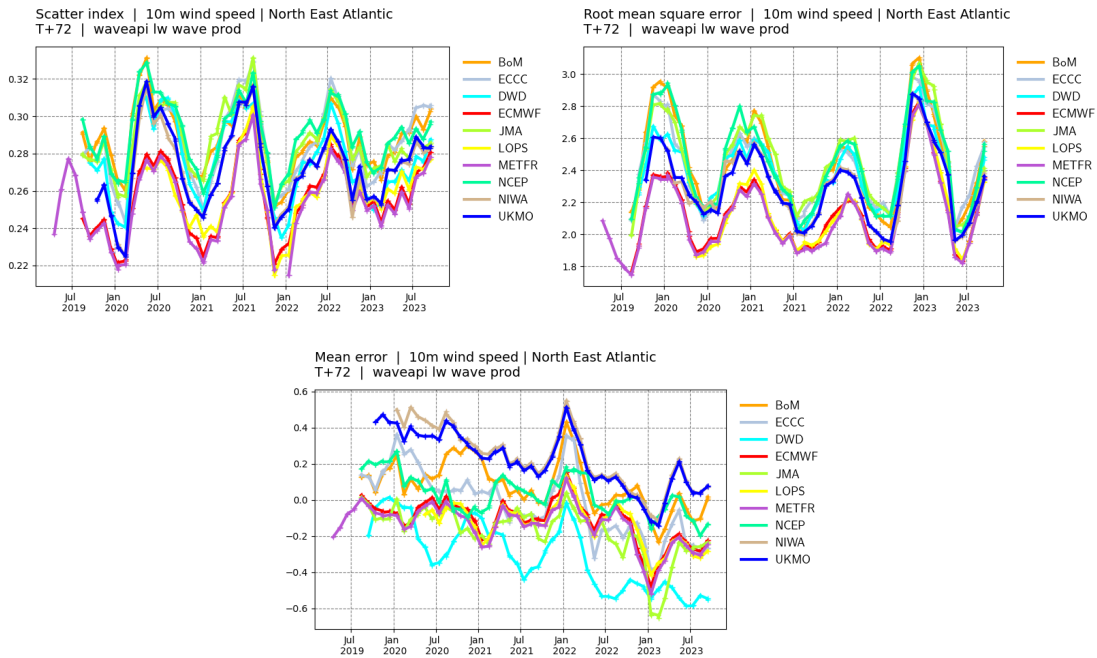 Scatter index | 10m wind speed | North East Atlantic
T+72 | waveapi lw wave prod
0.32
0.30
0.28
0.26
0.24
0.22
Jul 2019
Jan 2020
Jul 2020
Jan 2021
Jul 2021
Jan 2022
Jul 2022
Jan 2023
Jul 2023
BoM
ECCC
DWD
ECMWF
JMA
LOPS
METFR
NCEP
NIWA
UKMO
Root mean square error | 10m wind speed | North East Atlantic
T+72 | waveapi lw wave prod
3.0
2.8
2.6
2.4
2.2
2.0
1.8
Jul 2019
Jan 2020
Jul 2020
Jan 2021
Jul 2021
Jan 2022
Jul 2022
Jan 2023
Jul 2023
BoM
ECCC
DWD
ECMWF
JMA
LOPS
METFR
NCEP
NIWA
UKMO
Mean error | 10m wind speed | North East Atlantic
T+72 | waveapi lw wave prod
0.6
0.4
0.2
0.0
−0.2
−0.4
−0.6
Jul 2019
Jan 2020
Jul 2020
Jan 2021
Jul 2021
Jan 2022
Jul 2022
Jan 2023
Jul 2023
BoM
ECCC
DWD
ECMWF
JMA
LOPS
METFR
NCEP
NIWA
UKMO